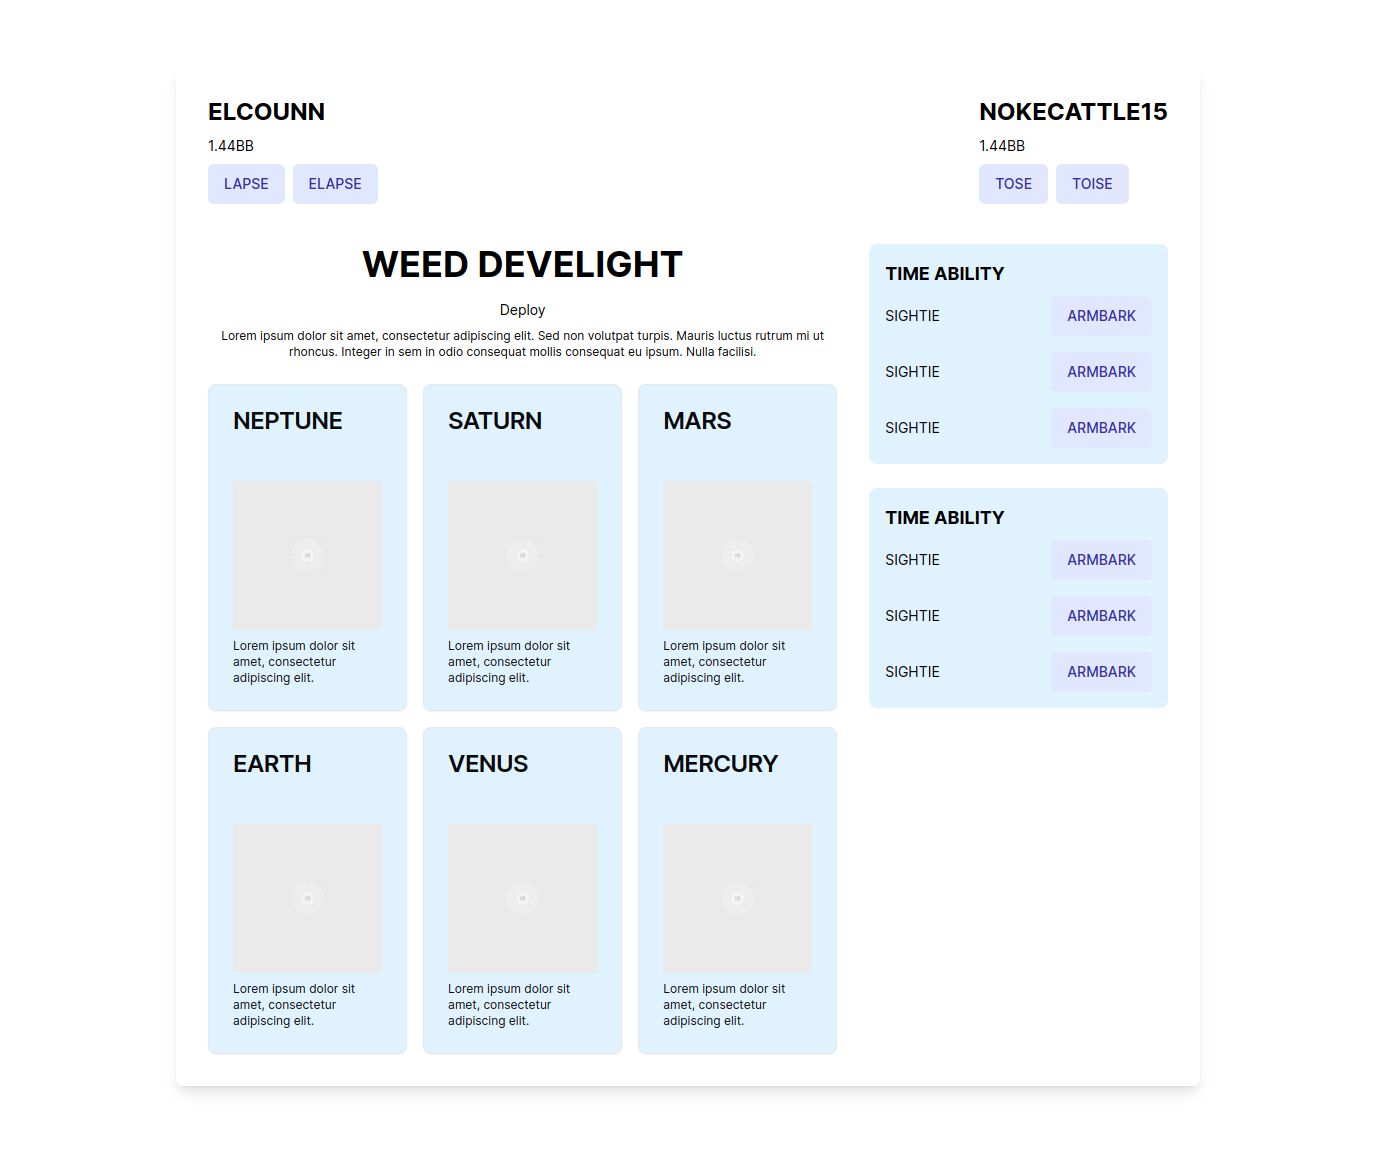 ELCOUNN
1.44BB
LAPSE ELAPSE
NOKECATTLE15
1.44BB
TOSE TOISE
WEED DEVELIGHT
Deploy
Lorem ipsum dolor sit amet, consectetur adipiscing elit. Sed non volutpat turpis. Mauris luctus rutrum mi ut
rhoncus. Integer in sem in odio consequat mollis consequat eu ipsum. Nulla facilisi.
NEPTUNE
Lorem ipsum dolor sit
amet, consectetur
adipiscing elit.
SATURN
Lorem ipsum dolor sit
amet, consectetur
adipiscing elit.
MARS
Lorem ipsum dolor sit
amet, consectetur
adipiscing elit.
EARTH
Lorem ipsum dolor sit
amet, consectetur
adipiscing elit.
VENUS
Lorem ipsum dolor sit
amet, consectetur
adipiscing elit.
MERCURY
Lorem ipsum dolor sit
amet, consectetur
adipiscing elit.
TIME ABILITY
SIGHTIE ARMBARK
SIGHTIE ARMBARK
SIGHTIE ARMBARK
TIME ABILITY
SIGHTIE ARMBARK
SIGHTIE ARMBARK
SIGHTIE ARMBARK